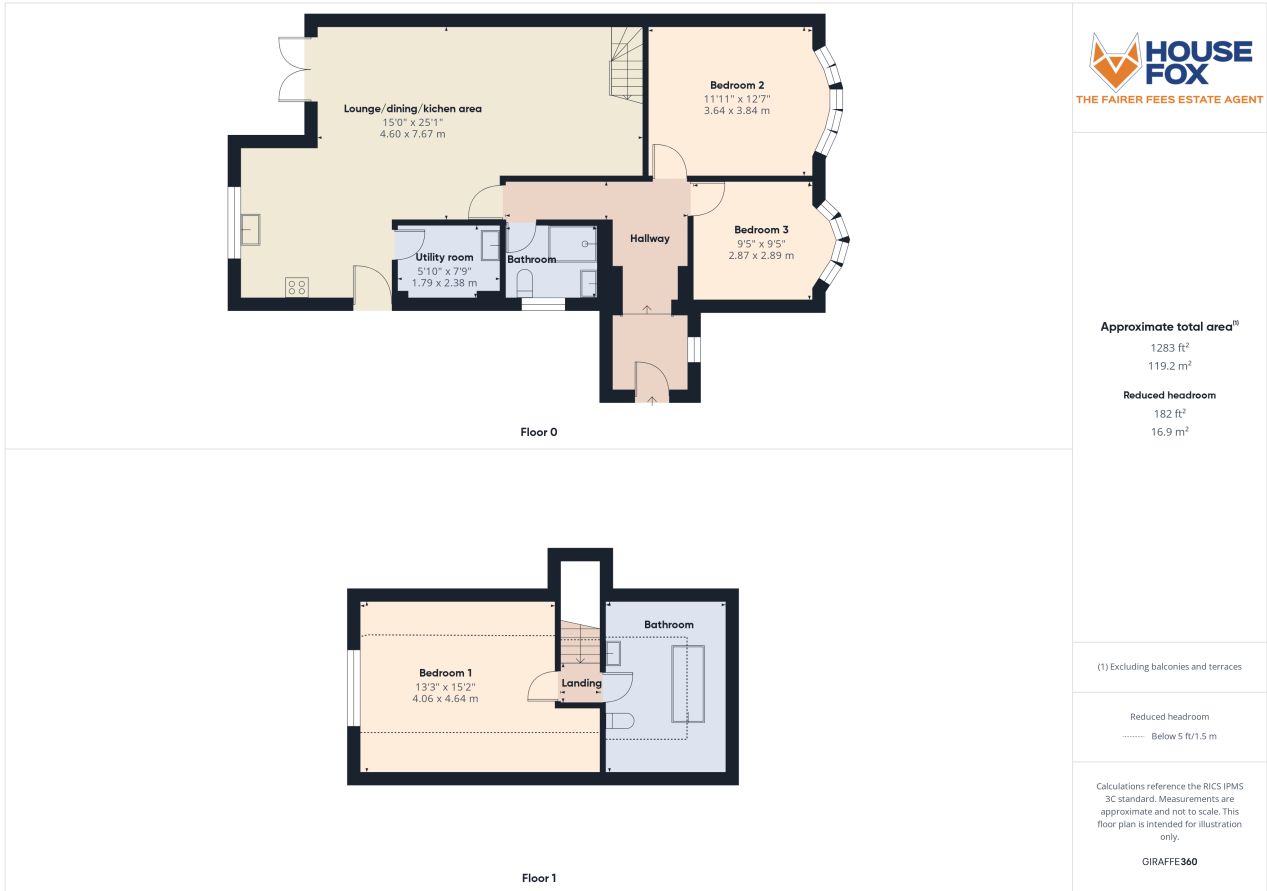 Lounge/dining/kichen area
15'0" x 25'1"
4.60 x 7.67 m
Bedroom 2
11'11" x 12'7"
3.64 x 3.84 m
Hallway
Bedroom 3
9'5" x 9'5"
2.87 x 2.89 m
Utility room
5'10" x 7'9"
1.79 x 2.38 m
Bathroom
Floor 0
Bedroom 1
13'3" x 15'2"
4.06 x 4.64 m
Landing
Bathroom
Floor 1
HOUSE
FOX
THE FAIRER FEES ESTATE AGENT
Approximate total area(1)
1283 ft²
119.2 m²
Reduced headroom
182 ft²
16.9 m²
(1) Excluding balconies and terraces
Reduced headroom
Below 5 ft/1.5 m
Calculations reference the RICS IPMS
3C standard. Measurements are
approximate and not to scale. This
floor plan is intended for illustration
only.
GIRAFFE360